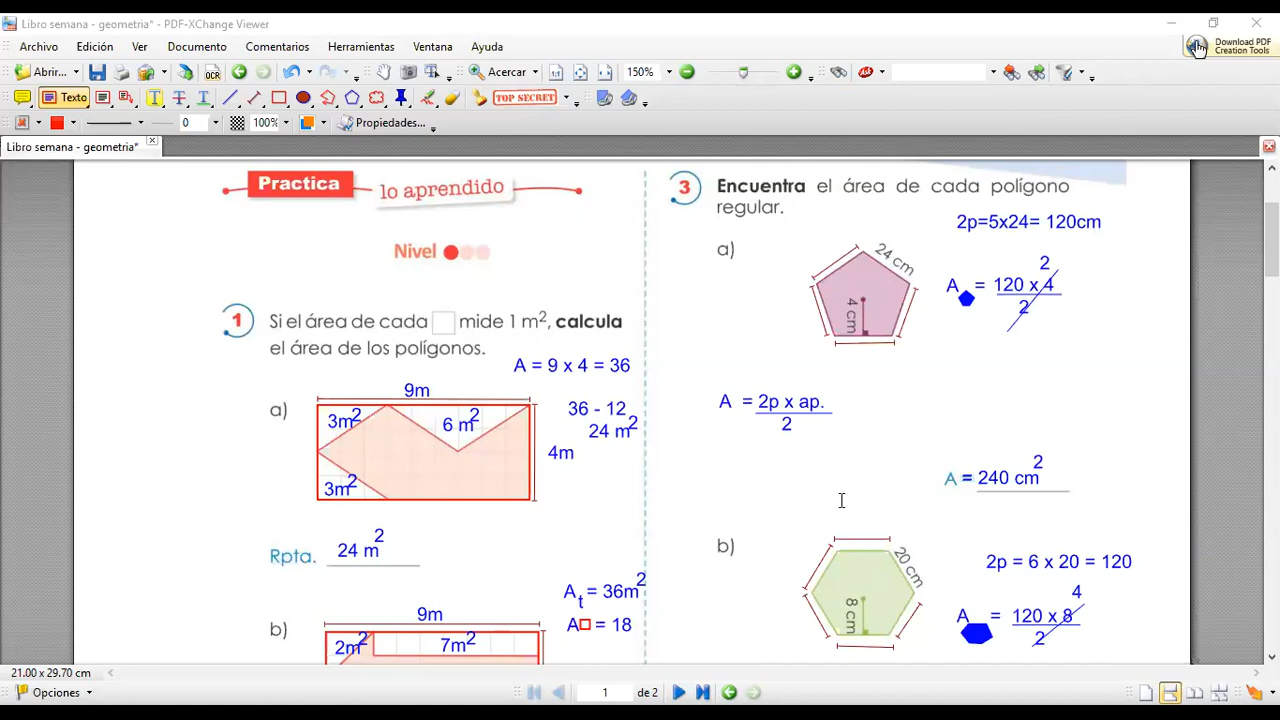 Libro semana - geometria* - PDF-XChange Viewer
Archivo Edición Ver Documento Comentarios Herramientas Ventana Ayuda
Download PDF
Creation Tools
Abrir... OCR Acercar 150%
Texto TOP SECRET
0 100% Propiedades...
Libro semana - geometria*
Practica lo aprendido
Nivel
1 Si el área de cada mide 1 m², calcula
el área de los polígonos.
A = 9 x 4 = 36
a)
9m
3m2
6 m2
3m2
4m
36 - 12
24 m2
Rpta. 24 m2
At = 36m2
A = 18
b)
9m
2m2
7m2
3 Encuentra el área de cada polígono
regular.
2p=5x24= 120cm
a)
24 cm
4 cm
A = 120 x 4
2
2
A = 2p x ap.
2
A = 240 cm2
b)
20 cm
8 cm
2p = 6 x 20 = 120
4
A = 120 x 8
2
21.00 x 29.70 cm
Opciones 1 de 2